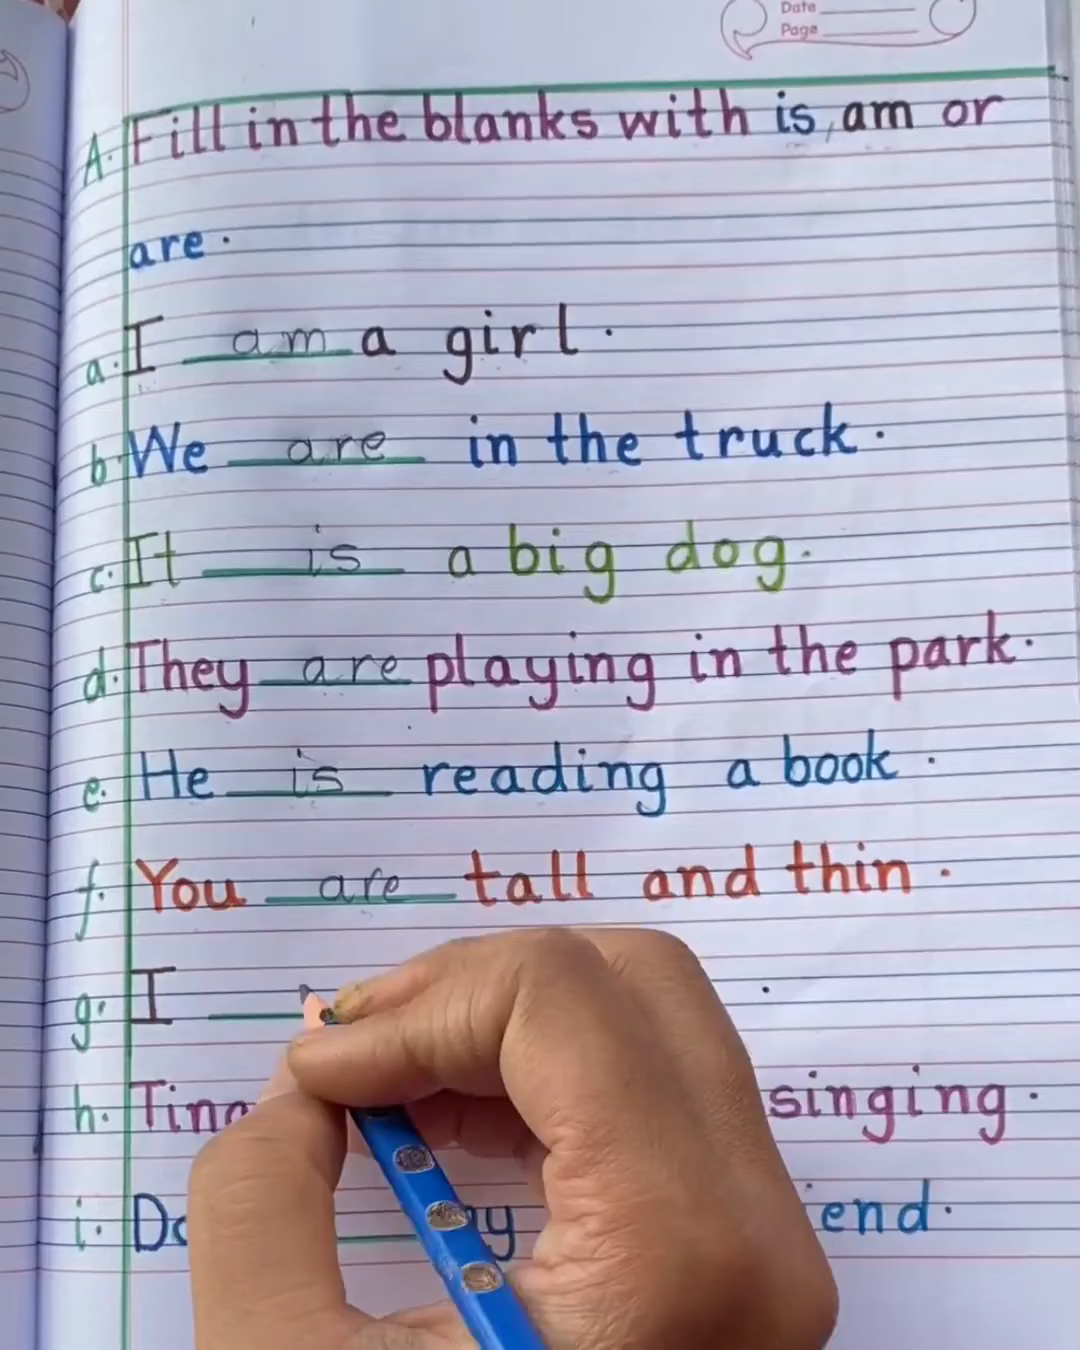 Date
Page
A. Fill in the blanks with is, am or
are.
a. I am a girl.
b. We are in the truck.
c. It is a big dog.
d. They are playing in the park.
e. He is reading a book.
f. You are tall and thin.
g. I
h. singing.
i.